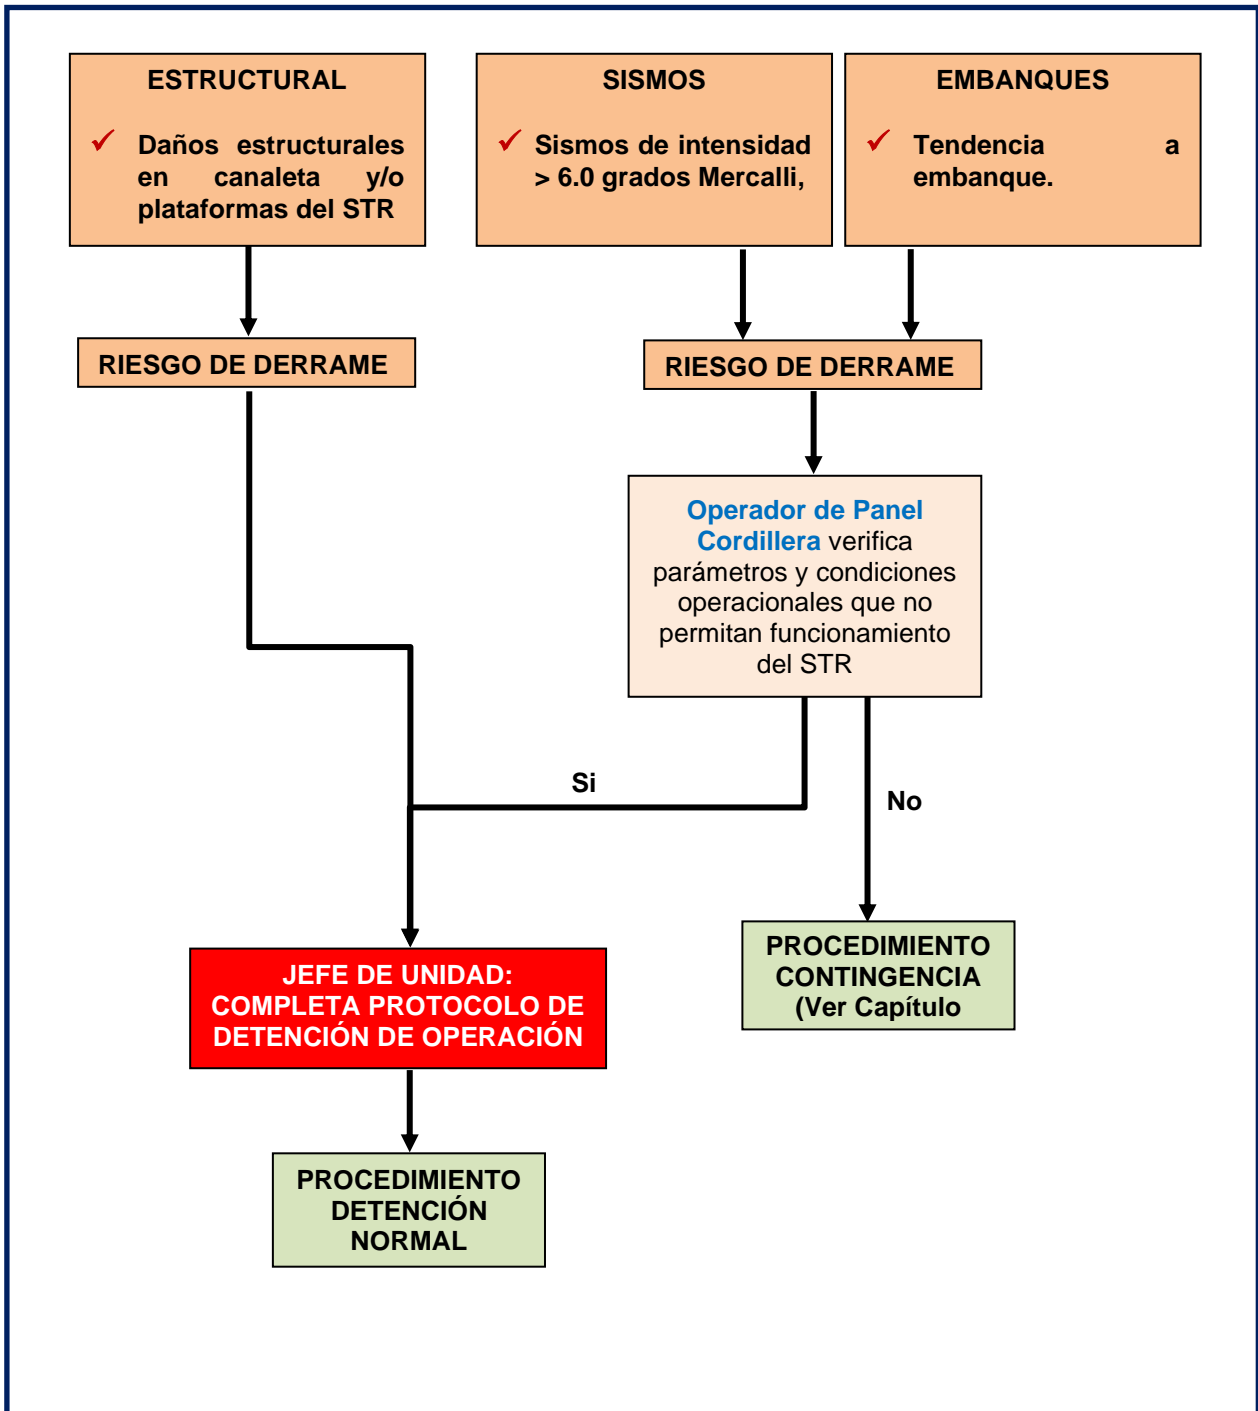 ESTRUCTURAL
Daños estructurales
en canaleta y/o
plataformas del STR
SISMOS
Sismos de intensidad
> 6.0 grados Mercalli,
EMBANQUES
Tendencia a
embanque.
RIESGO DE DERRAME
RIESGO DE DERRAME
Operador de Panel
Cordillera verifica
parámetros y condiciones
operacionales que no
permitan funcionamiento
del STR
Si
No
PROCEDIMIENTO
CONTINGENCIA
(Ver Capítulo
JEFE DE UNIDAD:
COMPLETA PROTOCOLO DE
DETENCIÓN DE OPERACIÓN
PROCEDIMIENTO
DETENCIÓN
NORMAL